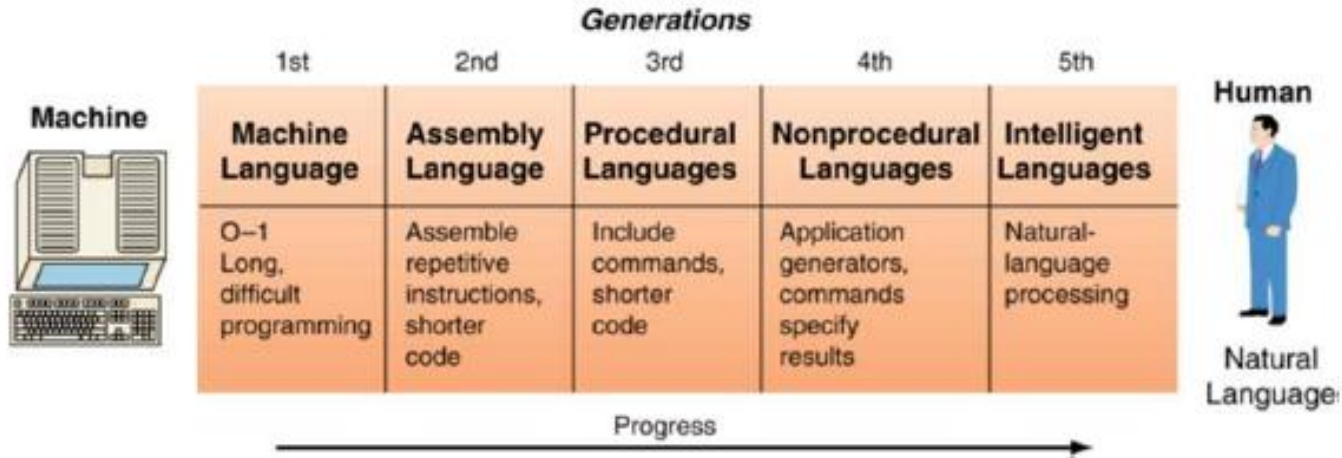 Generations
1st 2nd 3rd 4th 5th
Machine
Human
Machine Language
Assembly Language
Procedural Languages
Nonprocedural Languages
Intelligent Languages
O–1
Long,
difficult
programming
Assemble
repetitive
instructions,
shorter
code
Include
commands,
shorter
code
Application
generators,
commands
specify
results
Natural-
language
processing
Natural
Language
Progress